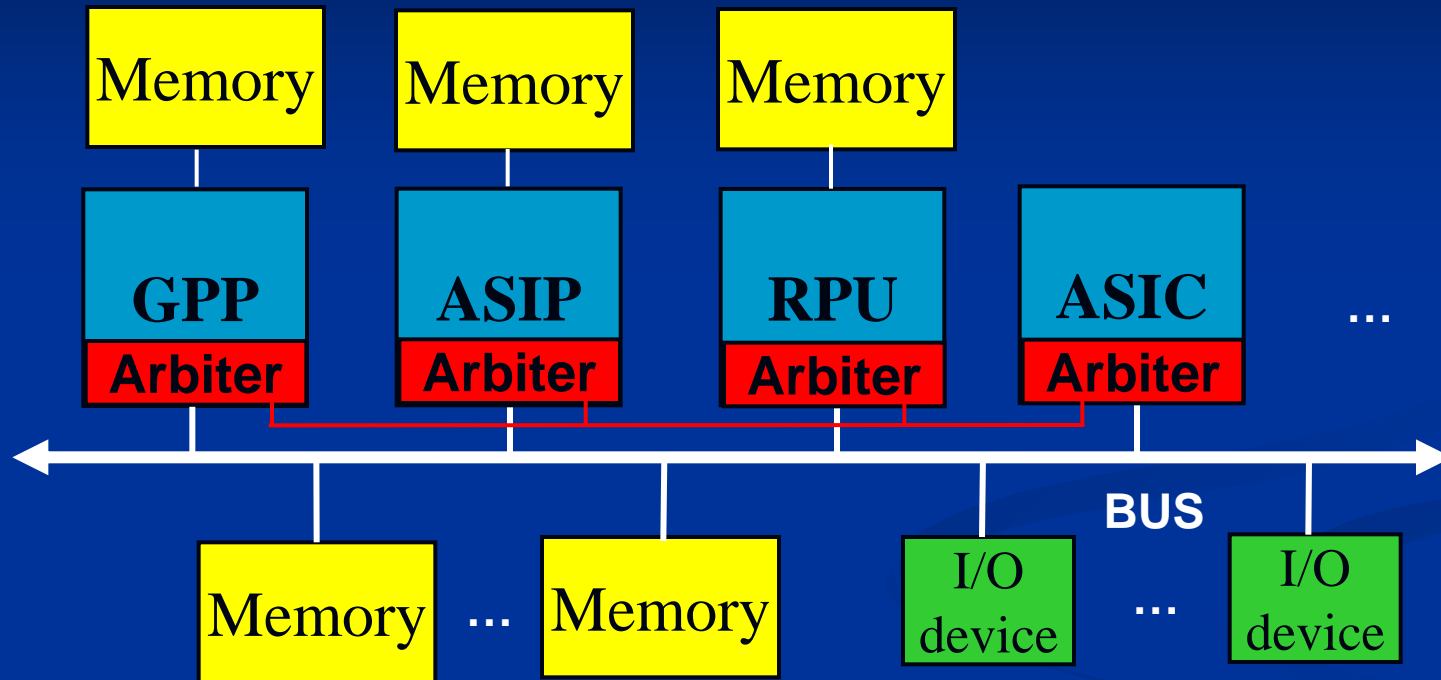 Memory
Memory
Memory
GPP
ASIP
RPU
ASIC
...
Arbiter
Arbiter
Arbiter
Arbiter
BUS
Memory
...
Memory
I/O
device
...
I/O
device